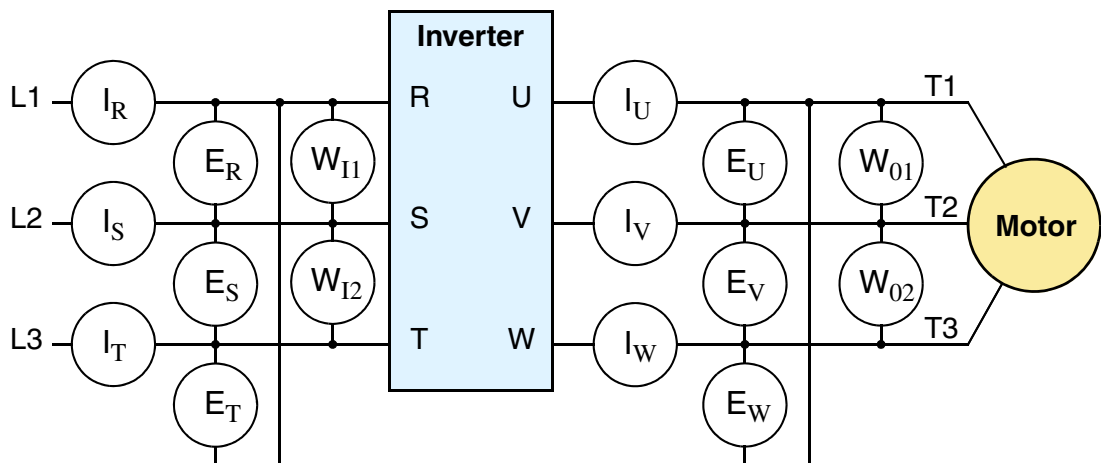 Inverter
L1 I_R R U I_U T1
E_R W_I1 E_U W_01
L2 I_S S V I_V T2
Motor
E_S W_I2 E_V W_02
L3 I_T T W I_W T3
E_T E_W